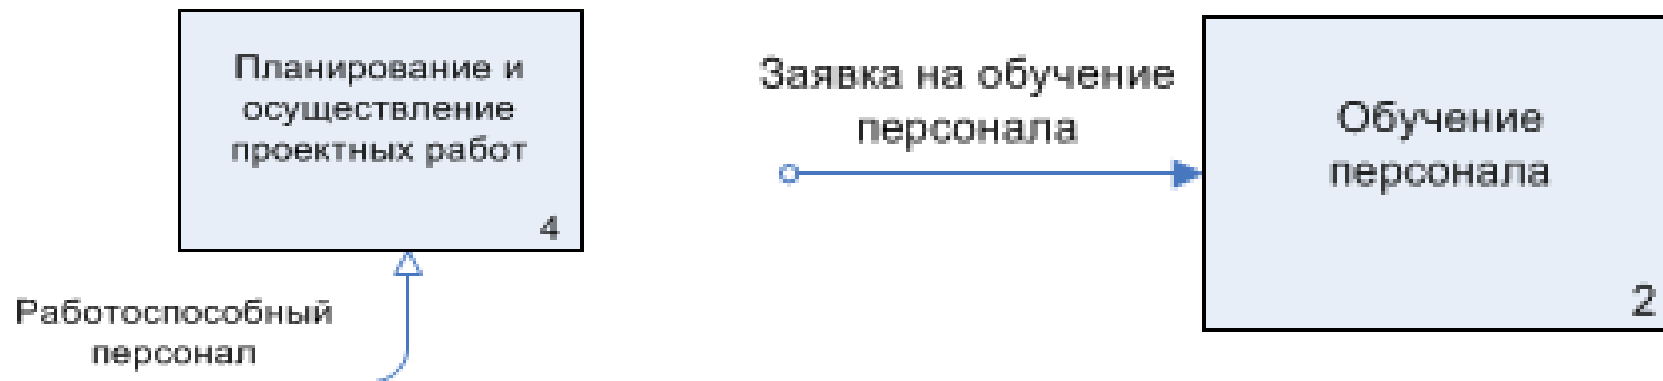 Планирование и
осуществление
проектных работ
4
Работоспособный
персонал
Заявка на обучение
персонала
Обучение
персонала
2